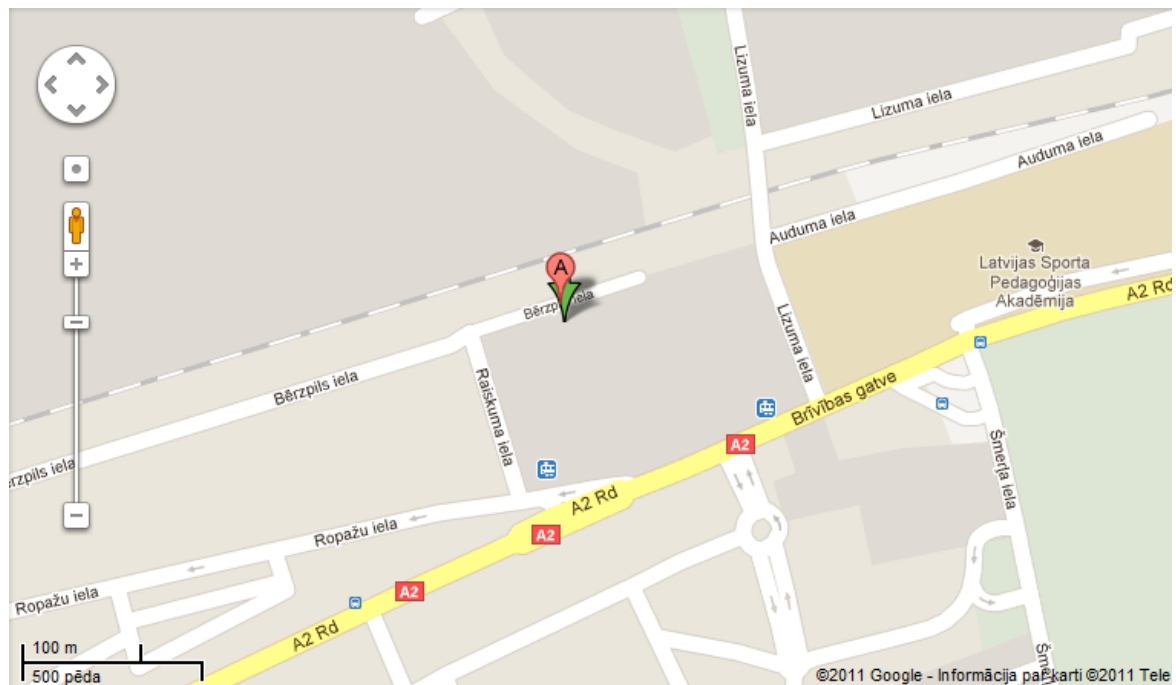 Lizuma iela
Lizuma iela
Auduma iela
Auduma iela
Latvijas Sporta
Pedagoģijas
Akadēmija
A2 Rd
A
Bērzpils iela
Lizuma iela
Bērzpils iela
Raiskuma iela
Brīvības gatve
A2
Šmerļa iela
A2 Rd
A2
Ropažu iela
A2
Ropažu iela
A2 Rd
100 m
500 pēda
©2011 Google - Informācija par karti ©2011 Tele